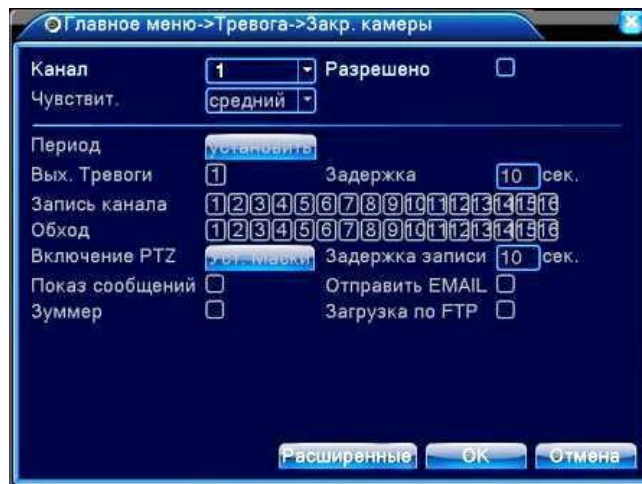 Главное меню->Тревога->Закр. камеры
Канал 1 Разрешено
Чувствит. средний
Период Установить
Вых. Тревоги 1 Задержка 10 сек.
Запись канала 1 2 3 4 5 6 7 8 9 10 11 12 13 14 15 16
Обход 1 2 3 4 5 6 7 8 9 10 11 12 13 14 15 16
Включение PTZ Уст. Маски Задержка записи 10 сек.
Показ сообщений Отправить EMAIL
Зуммер Загрузка по FTP
Расширенные OK Отмена